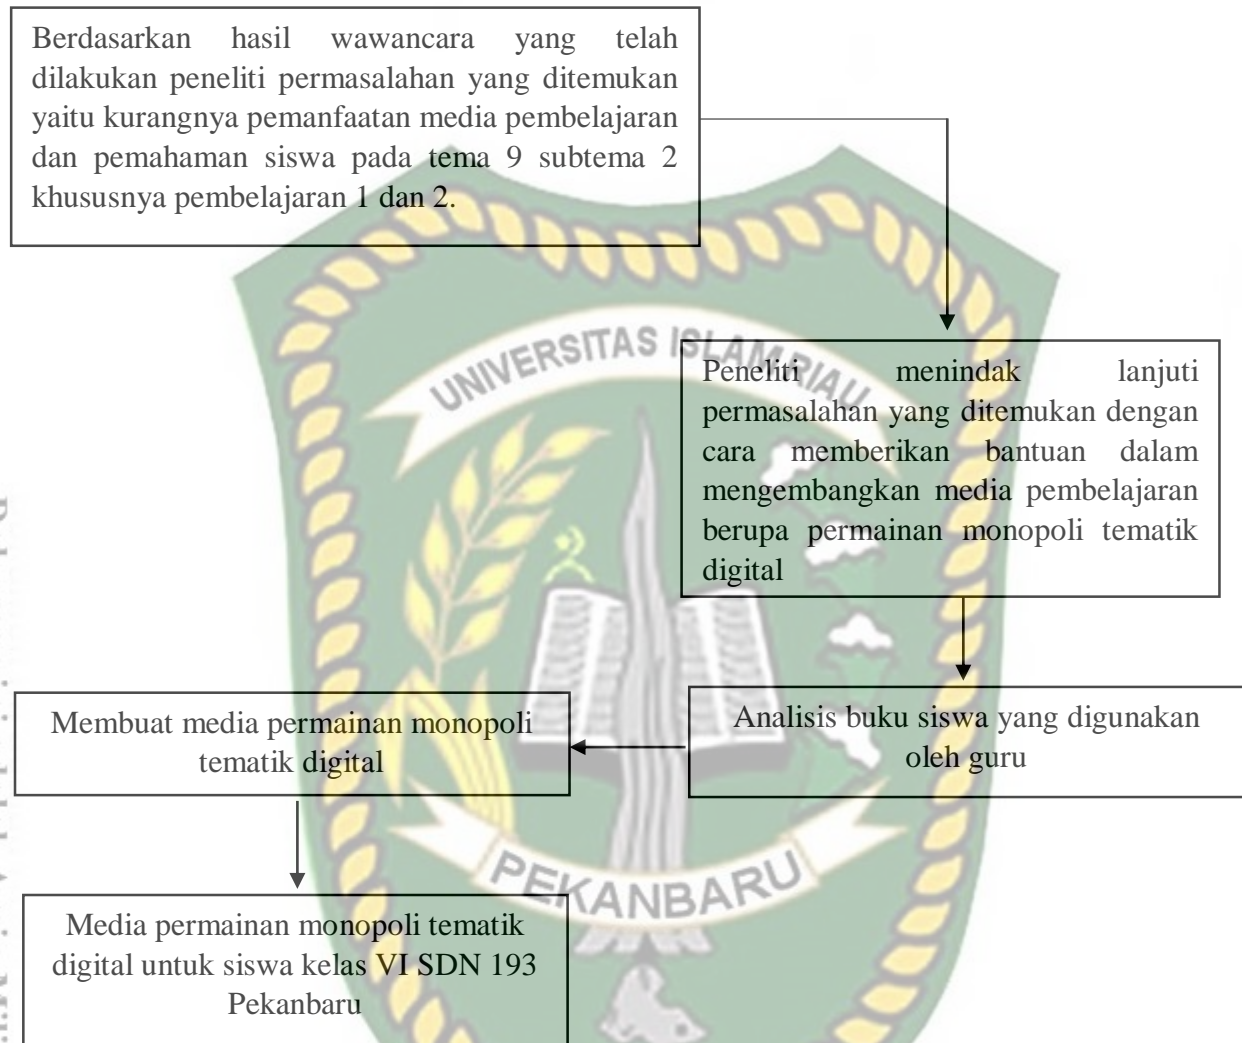 Berdasarkan hasil wawancara yang telah
dilakukan peneliti permasalahan yang ditemukan
yaitu kurangnya pemanfaatan media pembelajaran
dan pemahaman siswa pada tema 9 subtema 2
khususnya pembelajaran 1 dan 2.
UNIVERSITAS ISLAM RIAU
Peneliti menindak lanjuti
permasalahan yang ditemukan dengan
cara memberikan bantuan dalam
mengembangkan media pembelajaran
berupa permainan monopoli tematik
digital
Analisis buku siswa yang digunakan
oleh guru
Membuat media permainan monopoli
tematik digital
PEKANBARU
Media permainan monopoli tematik
digital untuk siswa kelas VI SDN 193
Pekanbaru